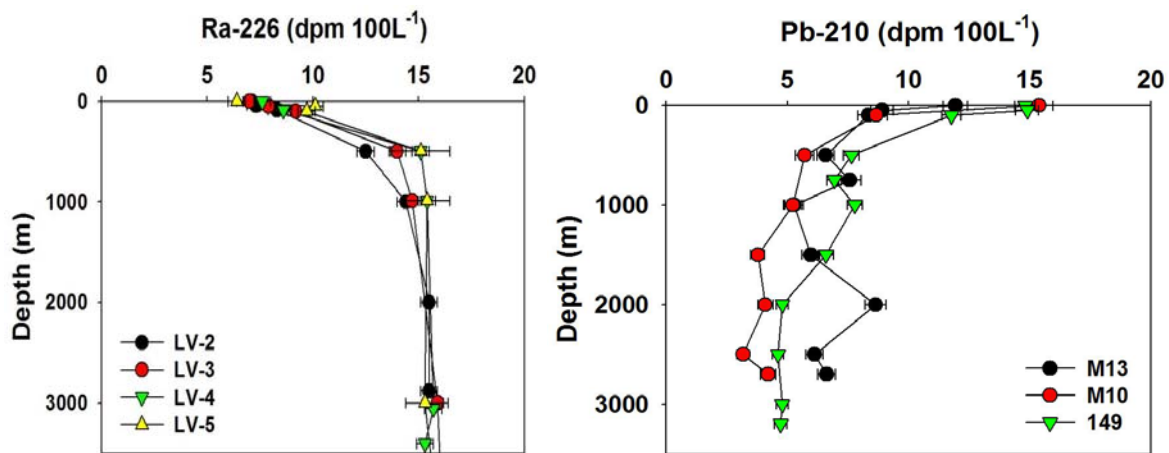 Ra-226 (dpm 100L⁻¹)
0 5 10 15 20
Depth (m)
0
1000
2000
3000
LV-2
LV-3
LV-4
LV-5
Pb-210 (dpm 100L⁻¹)
0 5 10 15 20
Depth (m)
0
1000
2000
3000
M13
M10
149